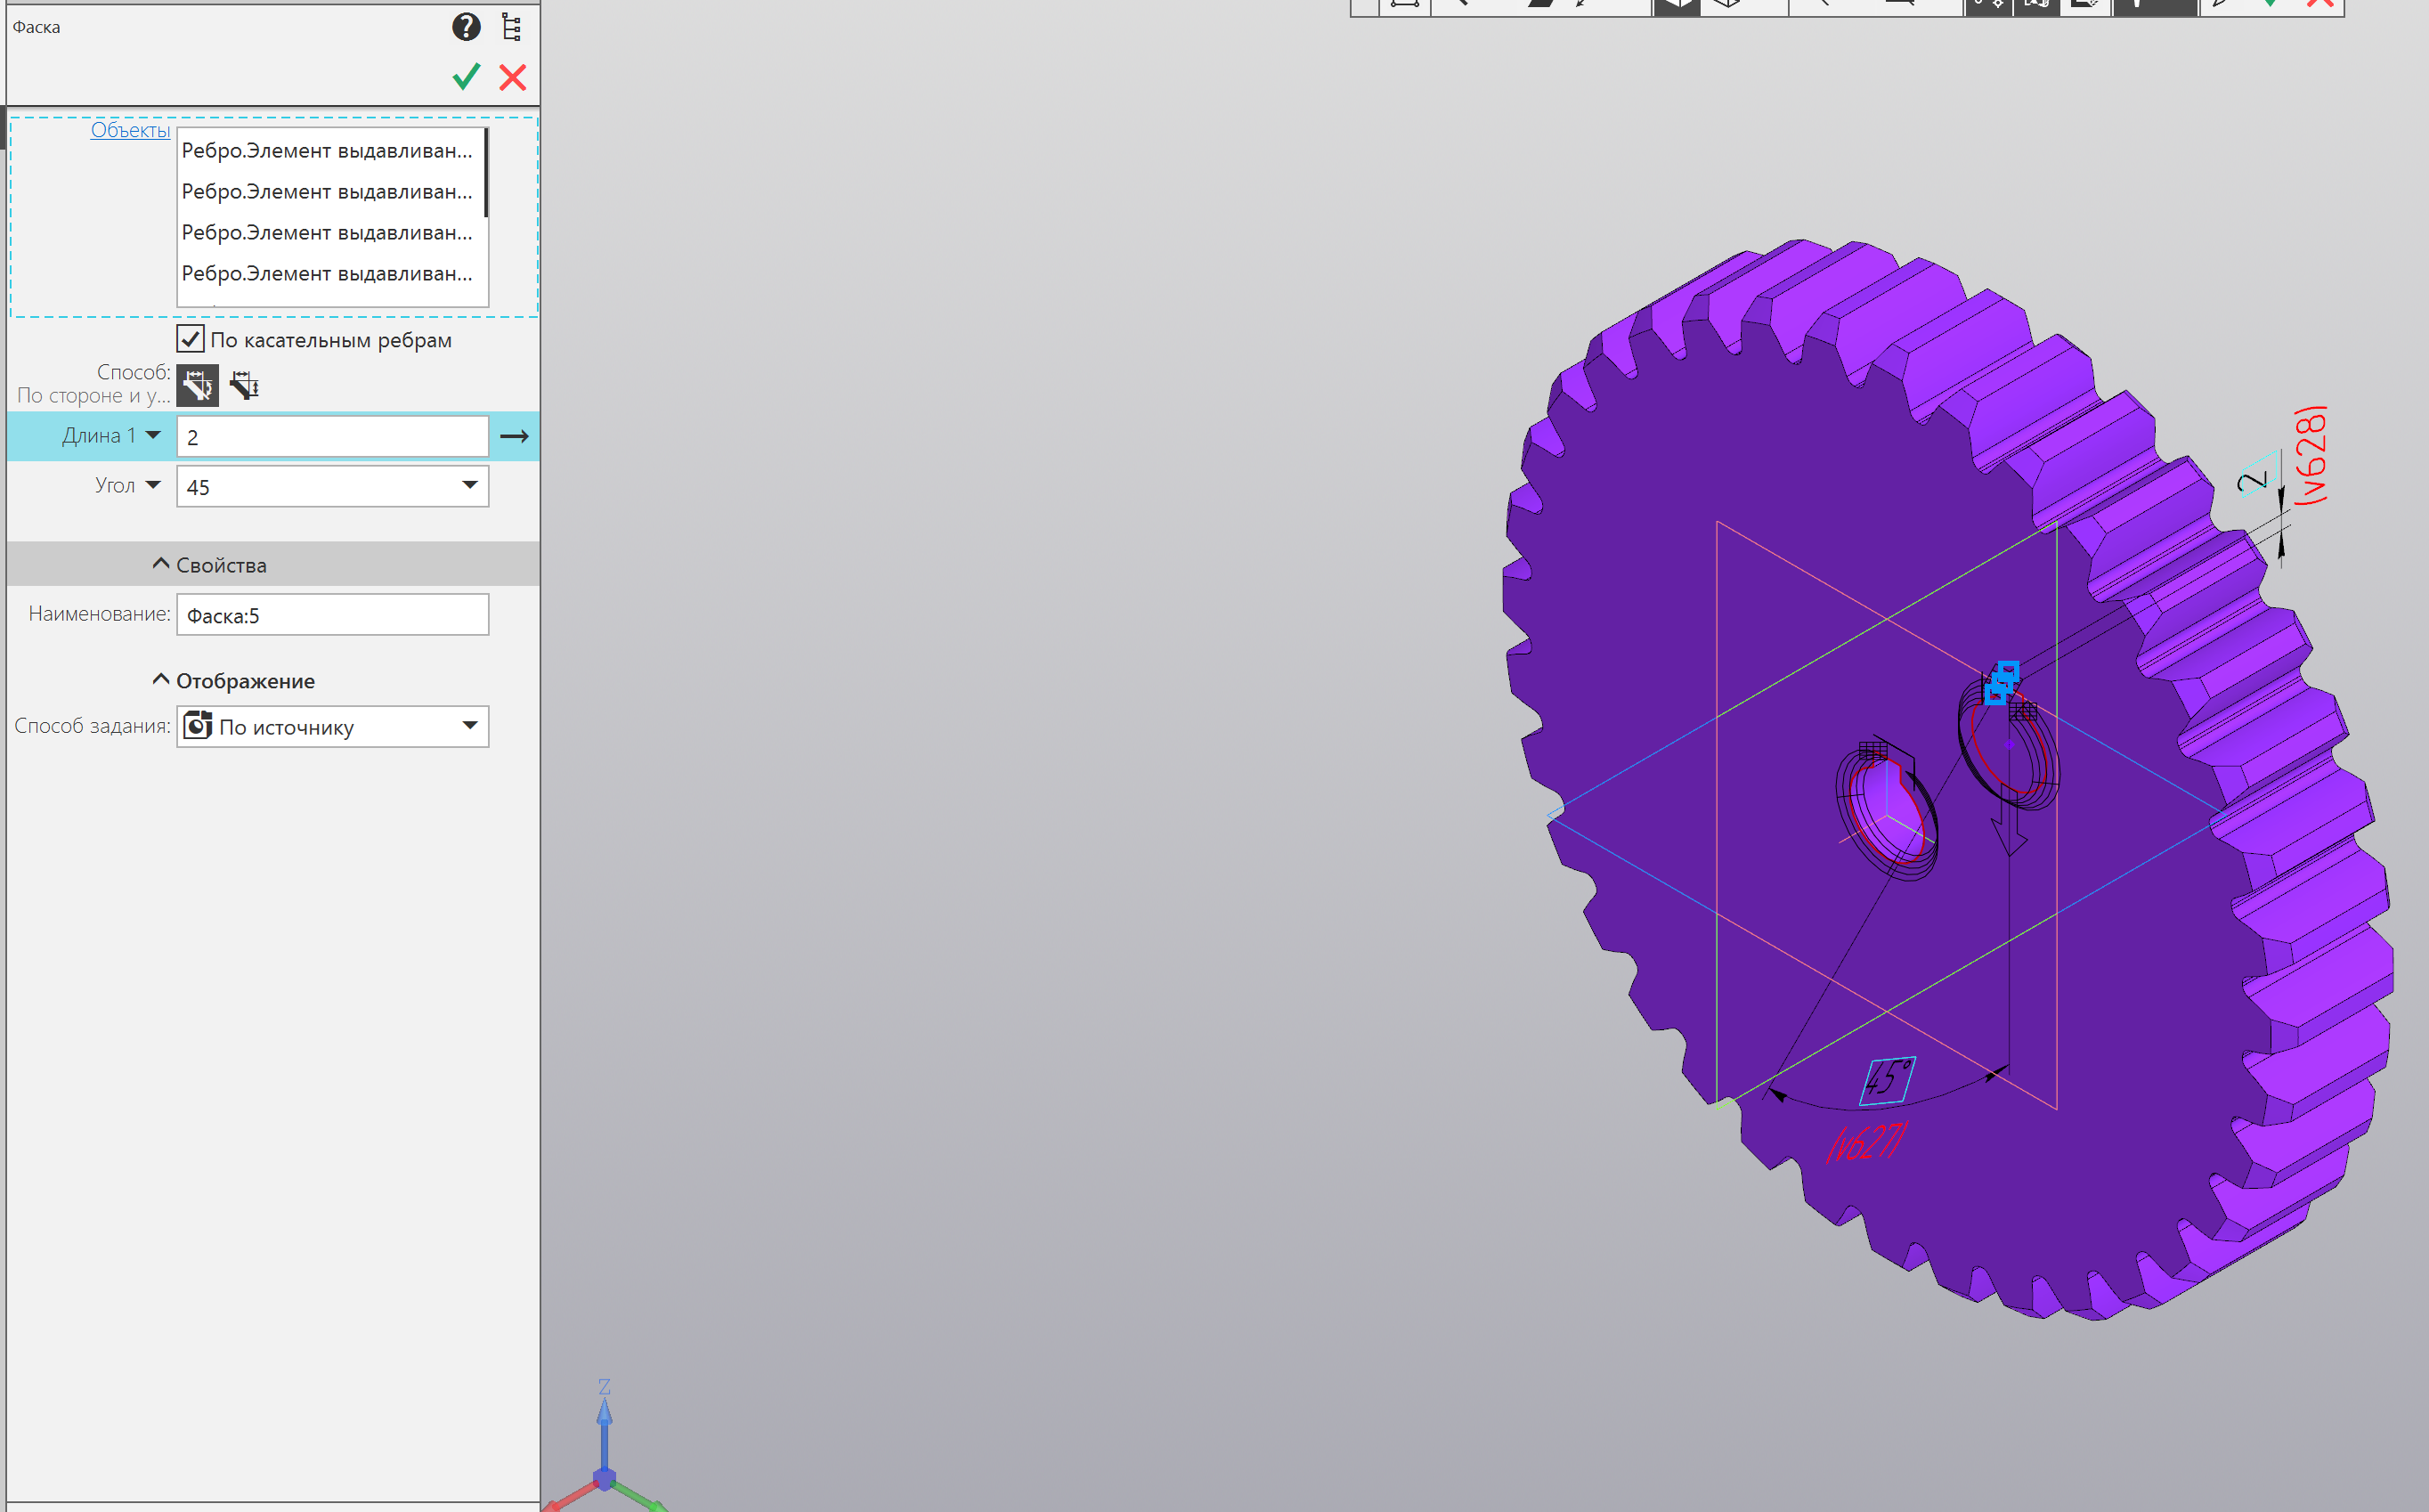 Фаска
Объекты
Ребро.Элемент выдавливан...
Ребро.Элемент выдавливан...
Ребро.Элемент выдавливан...
Ребро.Элемент выдавливан...
По касательным ребрам
Способ:
По стороне и у...
Длина 1
2
Угол
45
Свойства
Наименование:
Фаска:5
Отображение
Способ задания:
По источнику
2
(v628)
45°
(v627)
Z